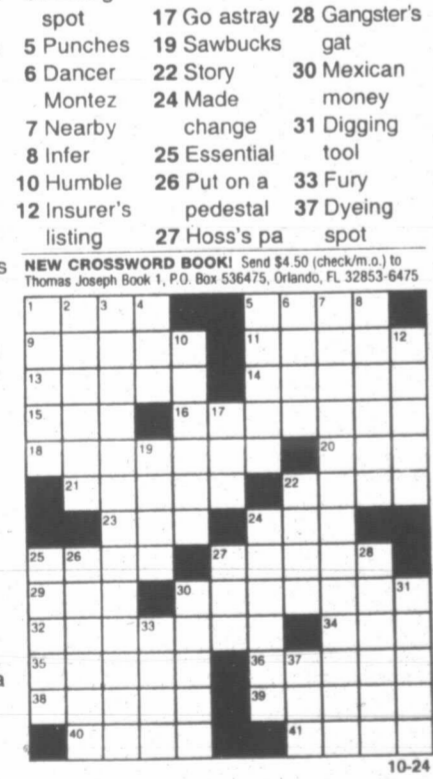 spot
5 Punches
6 Dancer
Montez
7 Nearby
8 Infer
10 Humble
12 Insurer's
listing
17 Go astray
19 Sawbucks
22 Story
24 Made
change
25 Essential
26 Put on a
pedestal
27 Hoss's pa
28 Gangster's
gat
30 Mexican
money
31 Digging
tool
33 Fury
37 Dyeing
spot
s
NEW CROSSWORD BOOK! Send $4.50 (check/m.o.) to
Thomas Joseph Book 1, P.O. Box 536475, Orlando, FL 32853-6475
1 2 3 4 5 6 7 8
9 10 11 12
13 14
15 16 17
18 19 20
21 22
23 24
25 26 27 28
29 30 31
32 33 34
35 36 37
a
38 39
40 41
10-24